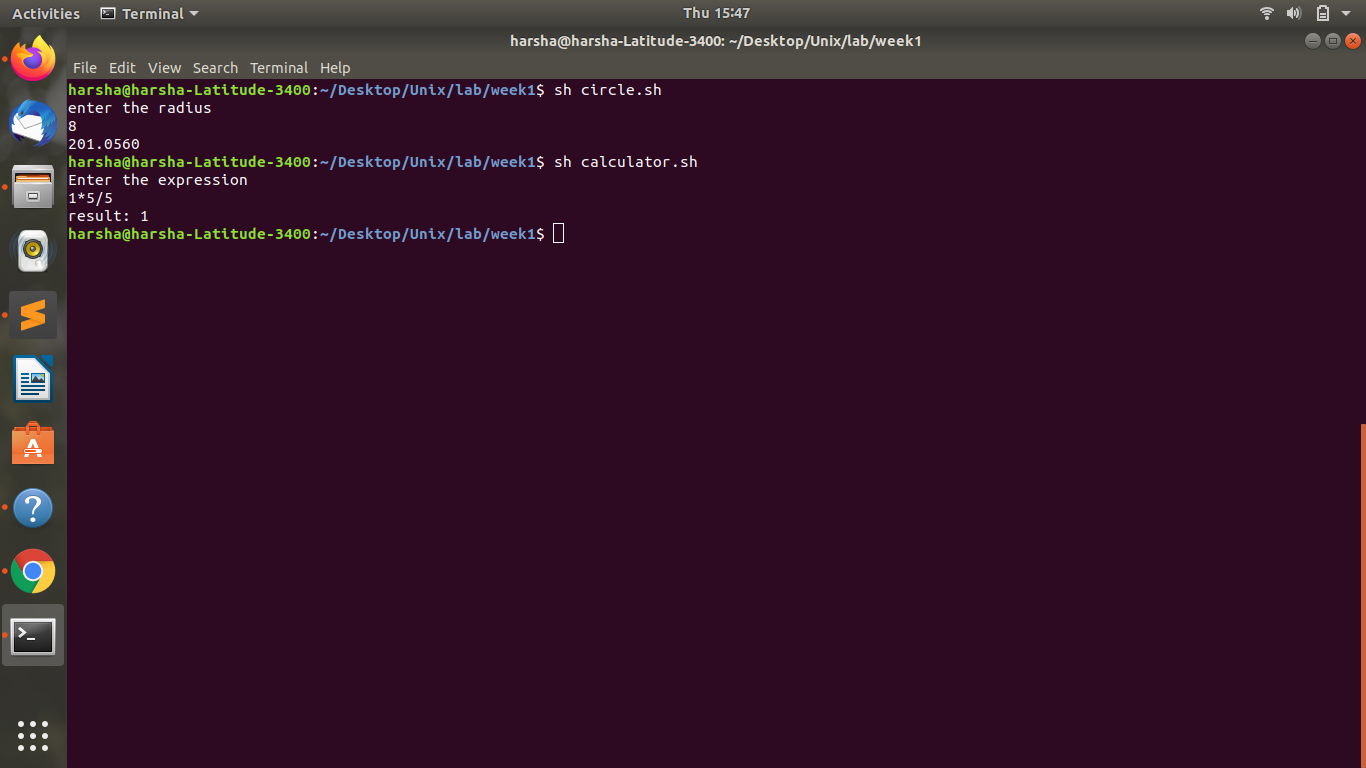 Activities Terminal Thu 15:47
harsha@harsha-Latitude-3400: ~/Desktop/Unix/lab/week1
File Edit View Search Terminal Help
harsha@harsha-Latitude-3400:~/Desktop/Unix/lab/week1$ sh circle.sh
enter the radius
8
201.0560
harsha@harsha-Latitude-3400:~/Desktop/Unix/lab/week1$ sh calculator.sh
Enter the expression
1*5/5
result: 1
harsha@harsha-Latitude-3400:~/Desktop/Unix/lab/week1$